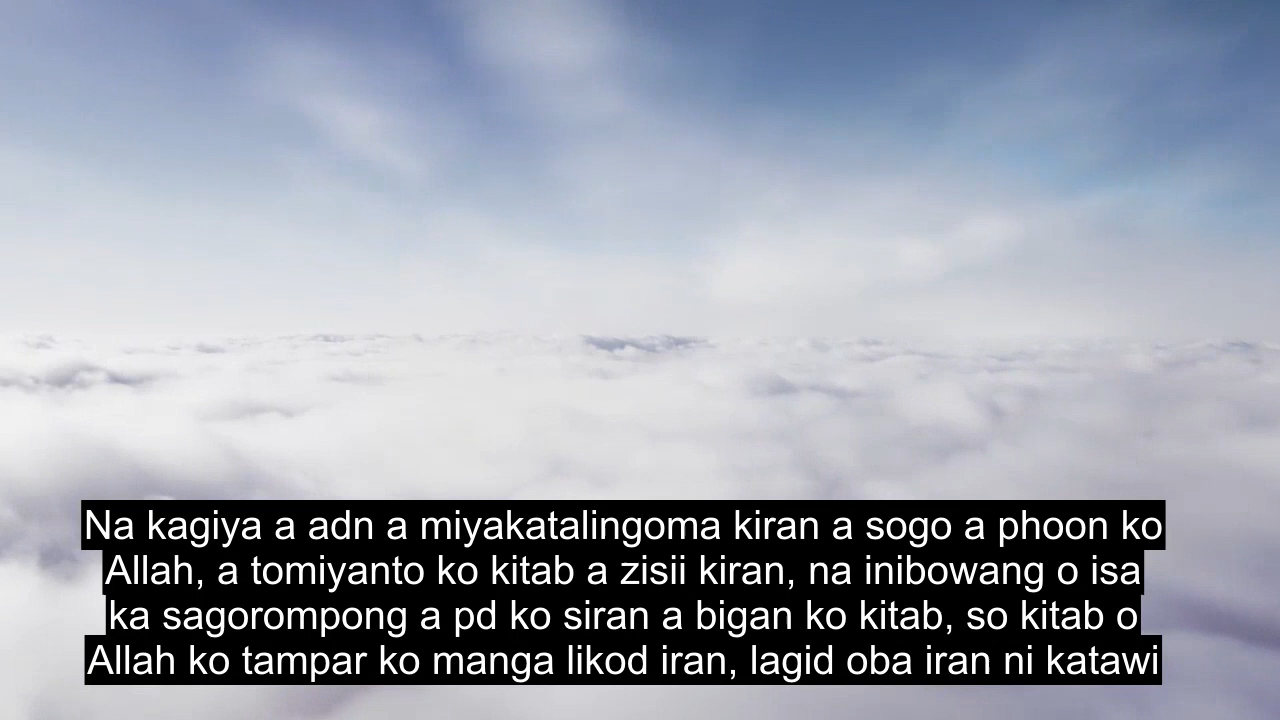 Na kagiya a adn a miyakatalingoma kiran a sogo a phoon ko
Allah, a tomiyanto ko kitab a zisii kiran, na inibowang o isa
ka sagorompong a pd ko siran a bigan ko kitab, so kitab o
Allah ko tampar ko manga likod iran, lagid oba iran ni katawi